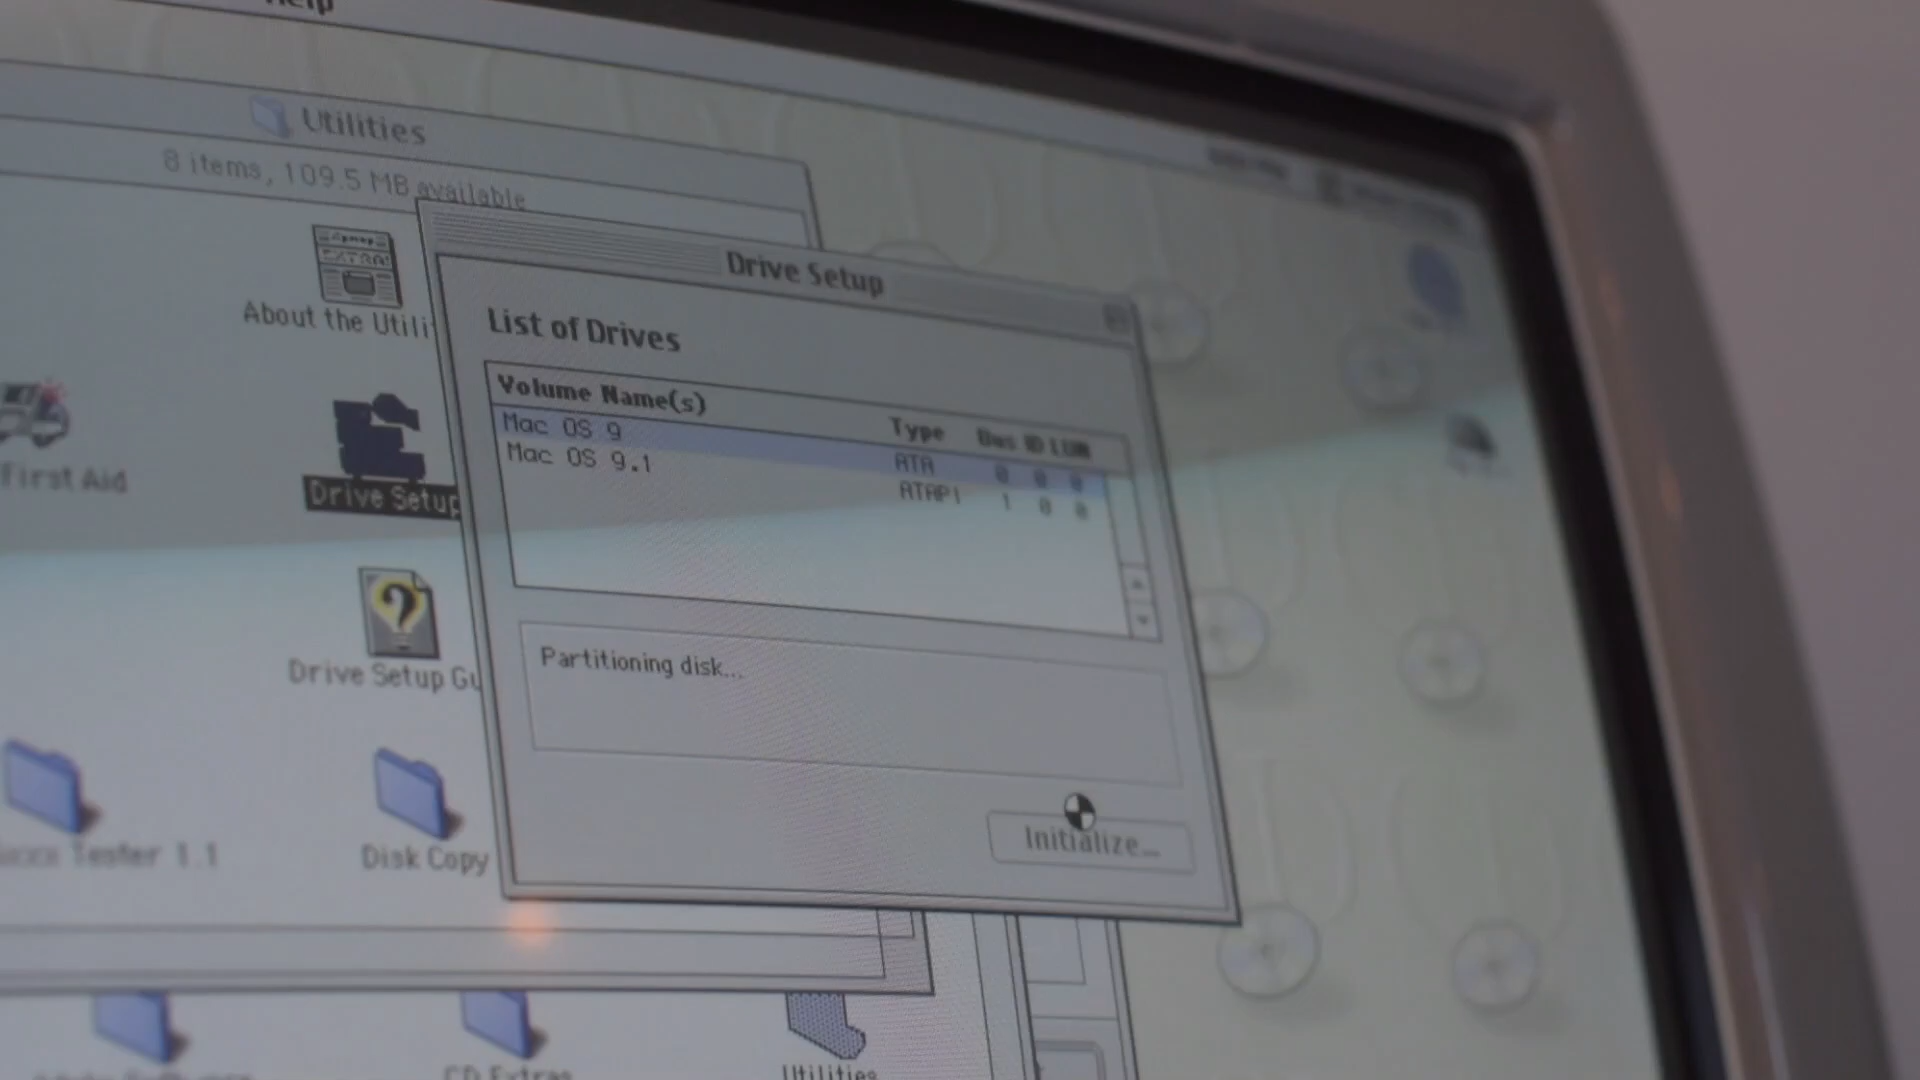 Help
Utilities
8 items, 109.5 MB available
About the Utili
First Aid
Drive Setup
Drive Setup Gu
Tester 1.1
Disk Copy
CD Extras
Utilities
Drive Setup
List of Drives
Volume Name(s) Type Bus ID LUN
Mac OS 9 ATA 0 0 0
Mac OS 9.1 ATAPI 1 0 0
Partitioning disk...
Initialize...